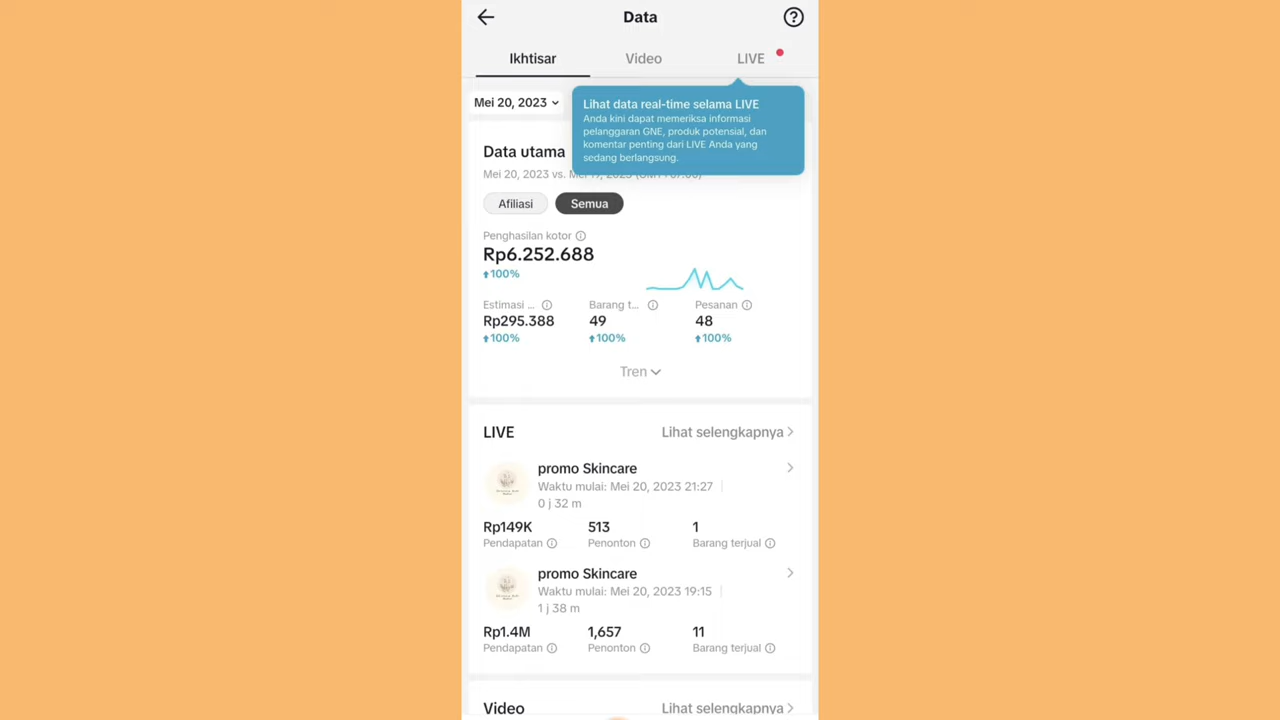 Data
Ikhtisar
Video
LIVE
Mei 20, 2023
Lihat data real-time selama LIVE
Anda kini dapat memeriksa informasi
pelanggaran GNE, produk potensial, dan
komentar penting dari LIVE Anda yang
sedang berlangsung.
Data utama
Mei 20, 2023 vs.
Afiliasi
Semua
Penghasilan kotor
Rp6.252.688
100%
Estimasi ...
Barang t...
Pesanan
Rp295.388
49
48
100%
100%
100%
Tren
LIVE
Lihat selengkapnya
promo Skincare
Waktu mulai: Mei 20, 2023 21:27
0 j 32 m
Rp149K
513
1
Pendapatan
Penonton
Barang terjual
promo Skincare
Waktu mulai: Mei 20, 2023 19:15
1 j 38 m
Rp1.4M
1,657
11
Pendapatan
Penonton
Barang terjual
Video
Lihat selengkapnya